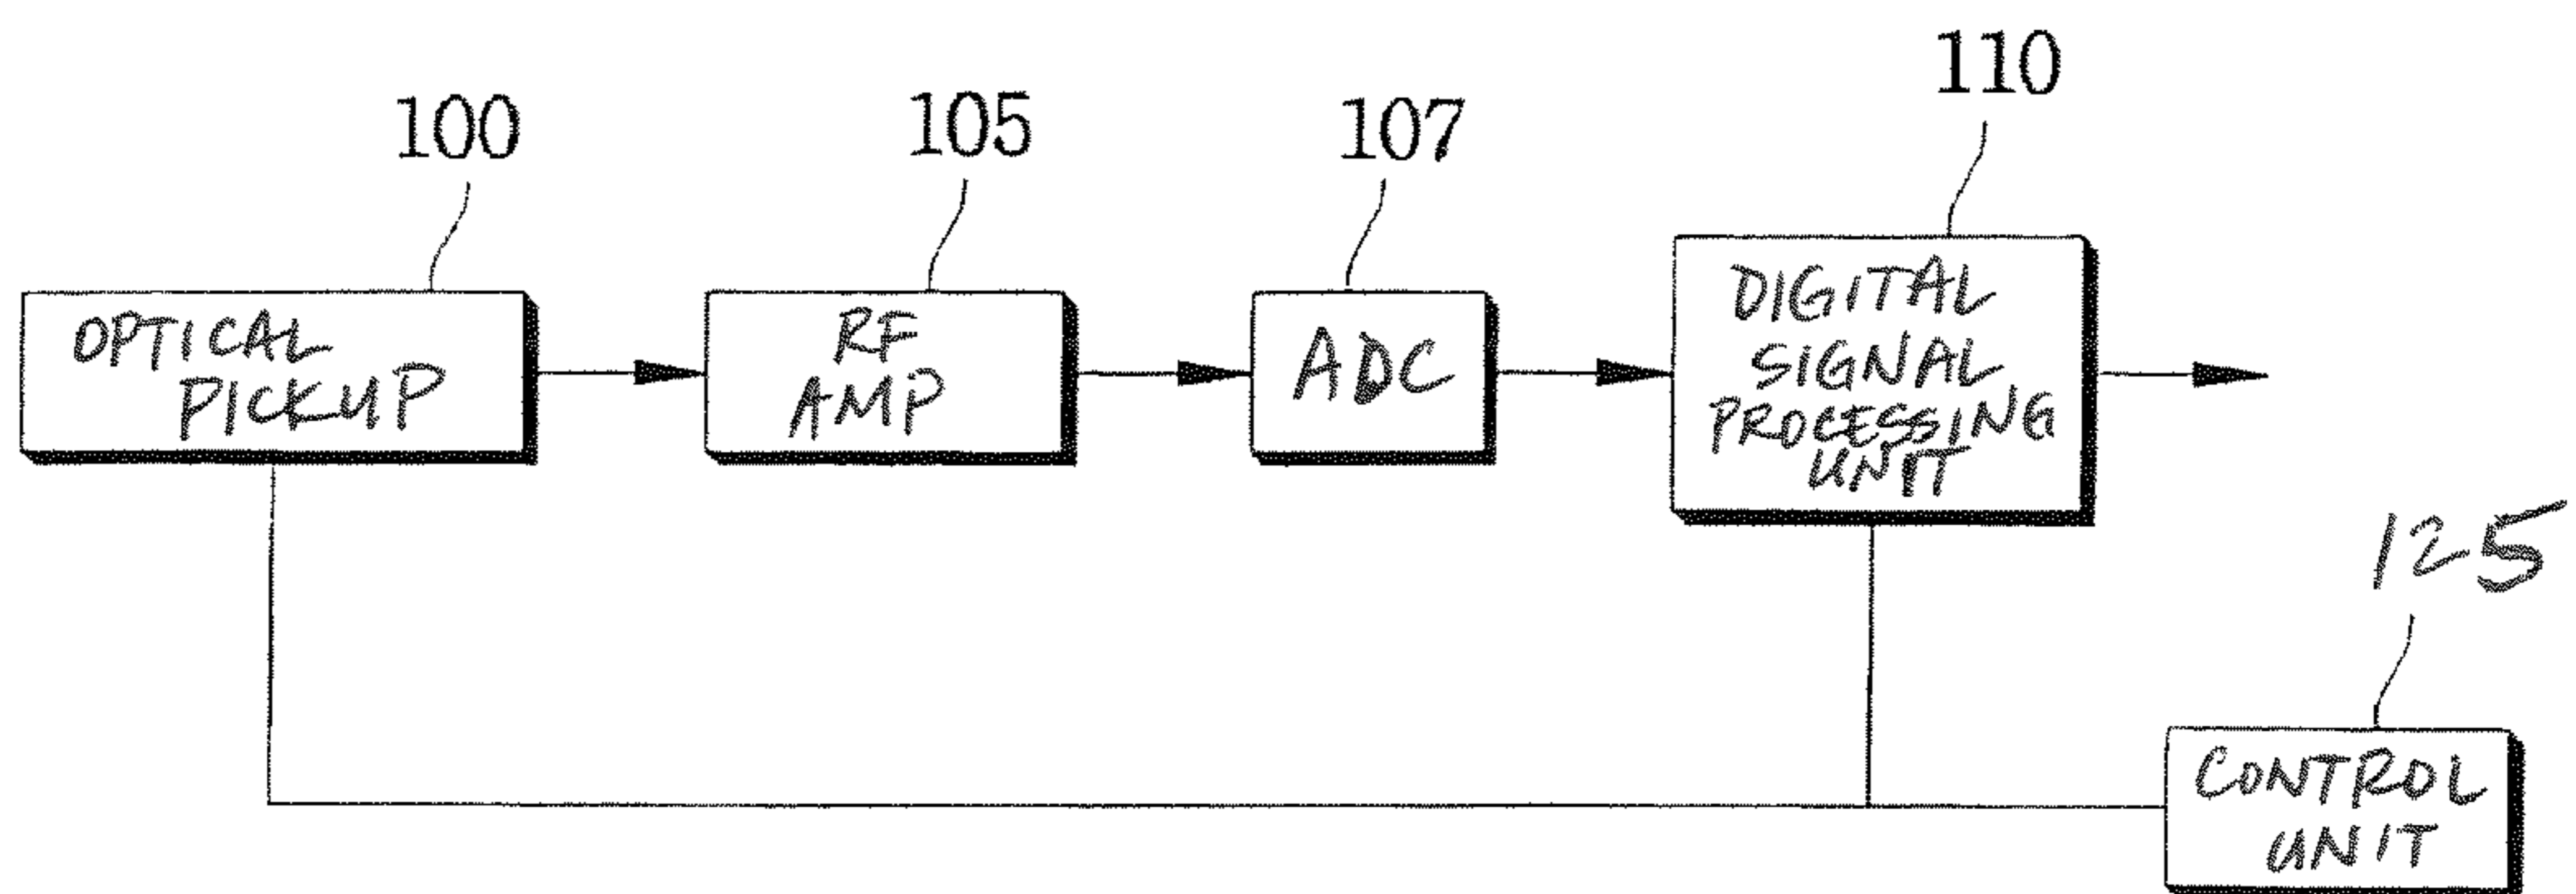 100
105
107
110
OPTICAL
PICKUP
RF
AMP
ADC
DIGITAL
SIGNAL
PROCESSING
UNIT
125
CONTROL
UNIT